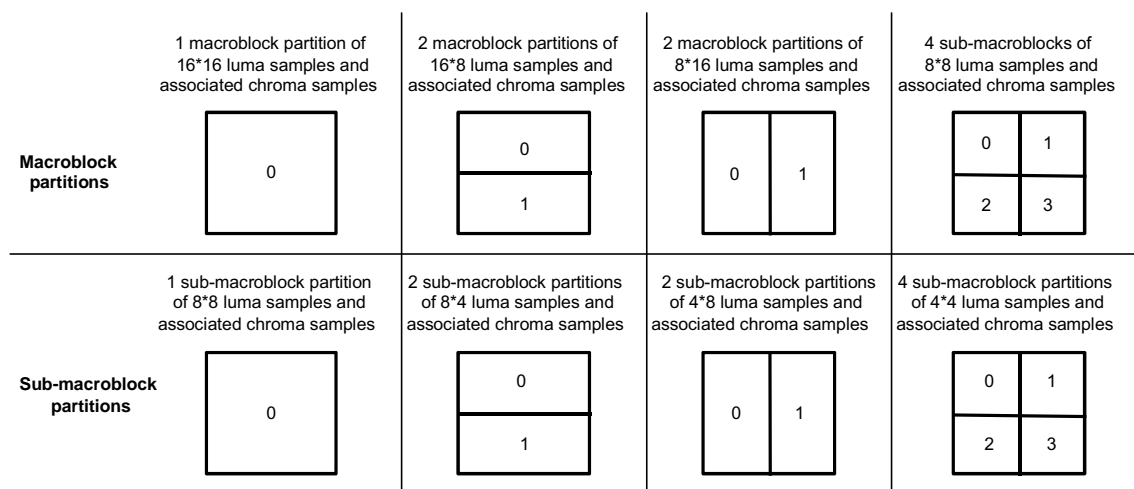 1 macroblock partition of
16*16 luma samples and
associated chroma samples
2 macroblock partitions of
16*8 luma samples and
associated chroma samples
2 macroblock partitions of
8*16 luma samples and
associated chroma samples
4 sub-macroblocks of
8*8 luma samples and
associated chroma samples
Macroblock
partitions
0
0
1
0 1
0 1
2 3
1 sub-macroblock partition
of 8*8 luma samples and
associated chroma samples
2 sub-macroblock partitions
of 8*4 luma samples and
associated chroma samples
2 sub-macroblock partitions
of 4*8 luma samples and
associated chroma samples
4 sub-macroblock partitions
of 4*4 luma samples and
associated chroma samples
Sub-macroblock
partitions
0
0
1
0 1
0 1
2 3